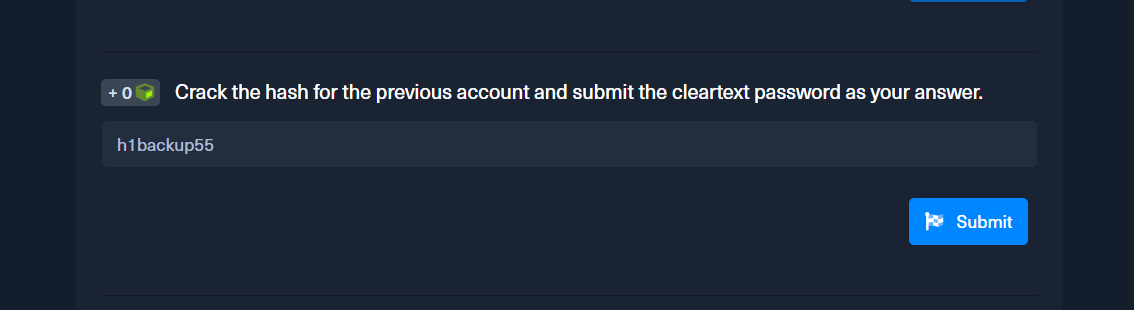 + 0 Crack the hash for the previous account and submit the cleartext password as your answer.
h1backup55
Submit